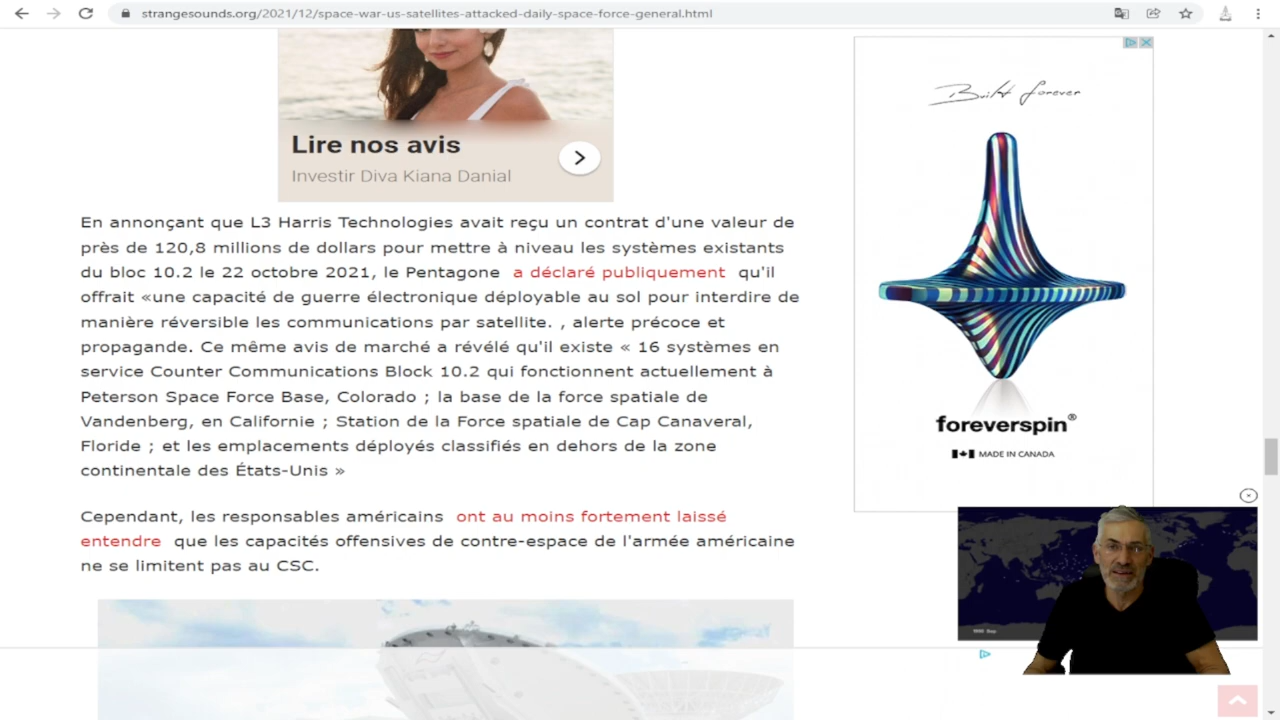 strangesounds.org/2021/12/space-war-us-satellites-attacked-daily-space-force-general.html
Lire nos avis
Investir Diva Kiana Danial
En annonçant que L3 Harris Technologies avait reçu un contrat d'une valeur de
près de 120,8 millions de dollars pour mettre à niveau les systèmes existants
du bloc 10.2 le 22 octobre 2021, le Pentagone a déclaré publiquement qu'il
offrait «une capacité de guerre électronique déployable au sol pour interdire de
manière réversible les communications par satellite. , alerte précoce et
propagande. Ce même avis de marché a révélé qu'il existe « 16 systèmes en
service Counter Communications Block 10.2 qui fonctionnent actuellement à
Peterson Space Force Base, Colorado ; la base de la force spatiale de
Vandenberg, en Californie ; Station de la Force spatiale de Cap Canaveral,
Floride ; et les emplacements déployés classifiés en dehors de la zone
continentale des États-Unis »
Cependant, les responsables américains ont au moins fortement laissé
entendre que les capacités offensives de contre-espace de l'armée américaine
ne se limitent pas au CSC.
Built forever
foreverspin®
MADE IN CANADA